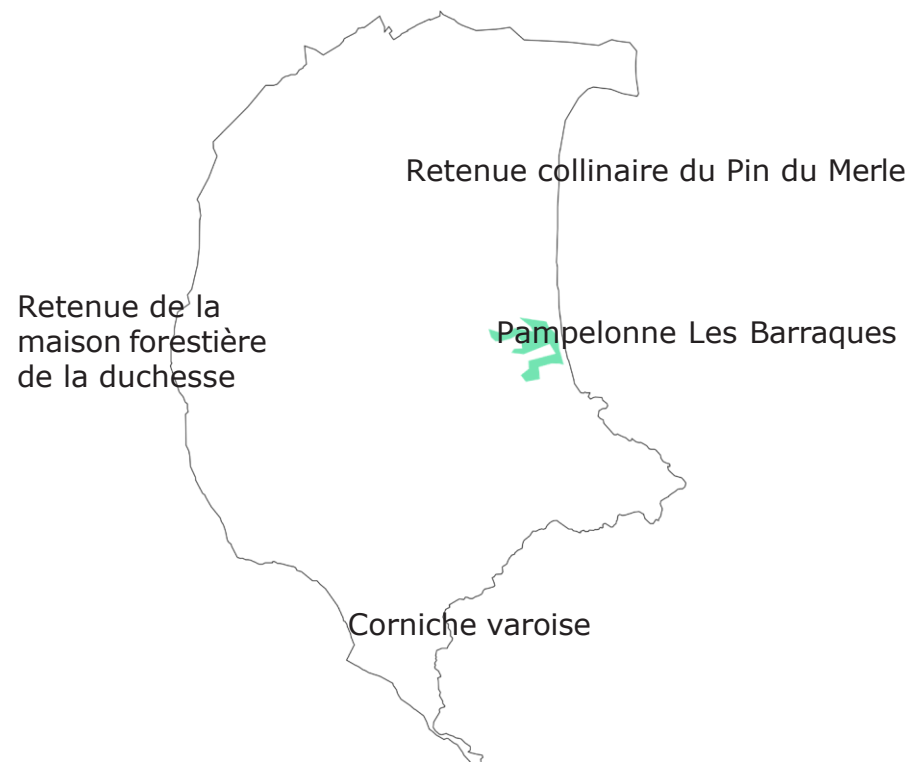 Retenue collinaire du Pin du Merle
Retenue de la
maison forestière
de la duchesse
Pampelonne Les Barraques
Corniche varoise